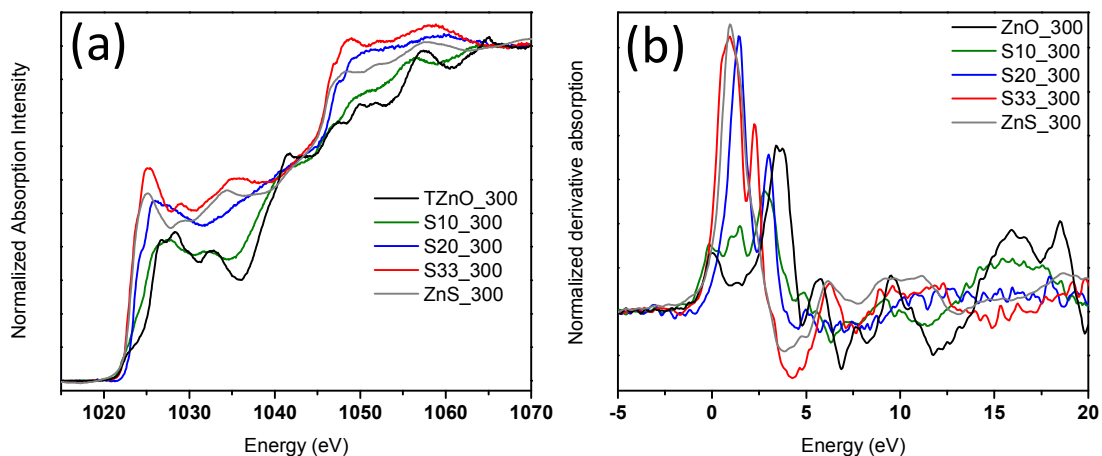 (a)
Normalized Absorption Intensity
TZnO_300
S10_300
S20_300
S33_300
ZnS_300
1020 1030 1040 1050 1060 1070
Energy (eV)
(b)
Normalized derivative absorption
ZnO_300
S10_300
S20_300
S33_300
ZnS_300
-5 0 5 10 15 20
Energy (eV)